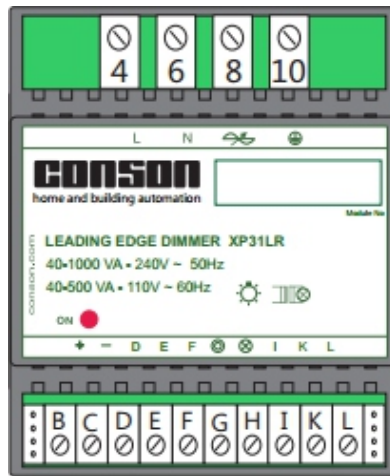 4 6 8 10
L N
conson
home and building automation
Module No
LEADING EDGE DIMMER XP31LR
40-1000 VA - 240V ~ 50Hz
40-500 VA - 110V ~ 60Hz
conson.com
ON
+ - D E F I K L
B C D E F G H I K L